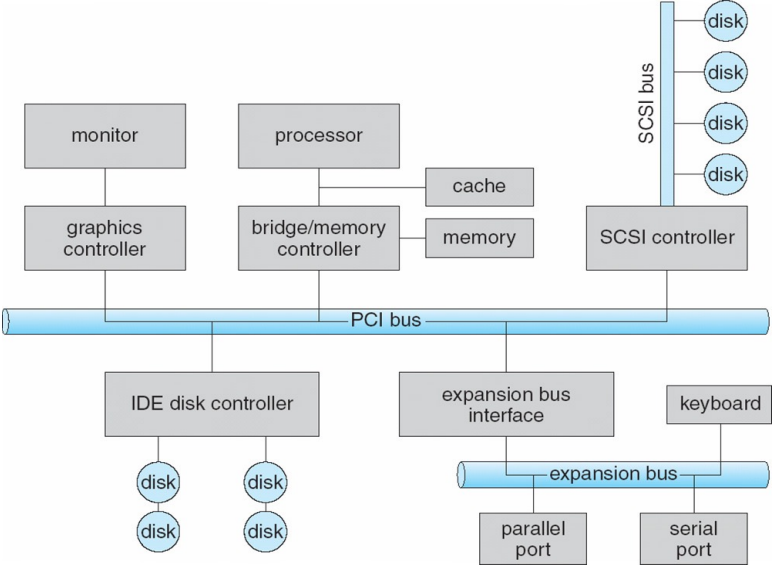 disk
disk
SCSI bus
disk
disk
monitor
processor
cache
graphics
controller
bridge/memory
controller
memory
SCSI controller
PCI bus
IDE disk controller
expansion bus
interface
keyboard
disk
disk
expansion bus
disk
disk
parallel
port
serial
port